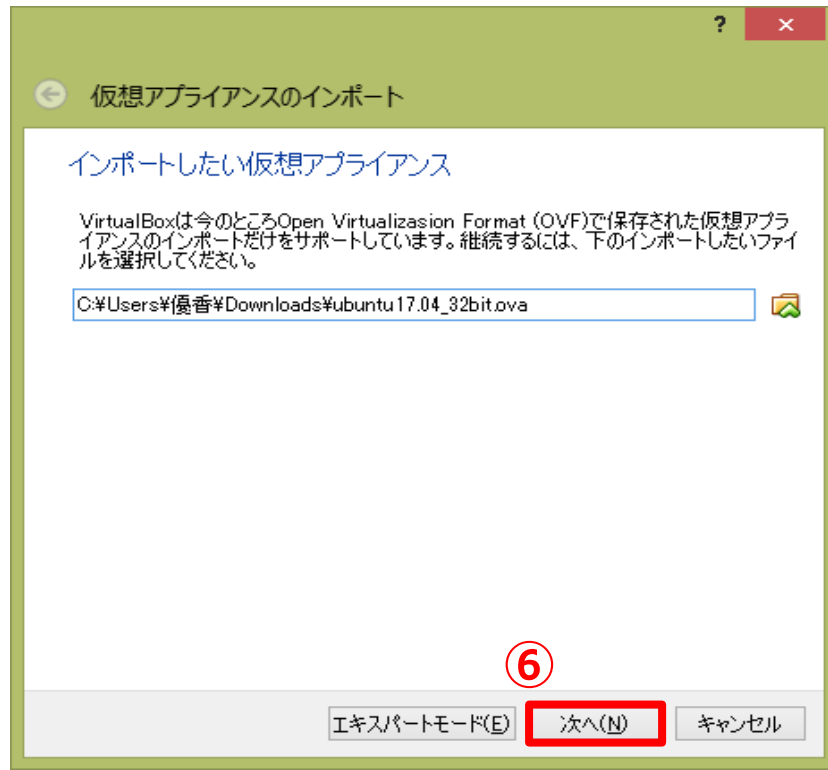 ? ×
仮想アプライアンスのインポート
インポートしたい仮想アプライアンス
VirtualBoxは今のところOpen Virtualizasion Format (OVF)で保存された仮想アプラ
イアンスのインポートだけをサポートしています。継続するには、下のインポートしたいファイ
ルを選択してください。
C:¥Users¥優香¥Downloads¥ubuntu17.04_32bit.ova
⑥
エキスパートモード(E) 次へ(N) キャンセル